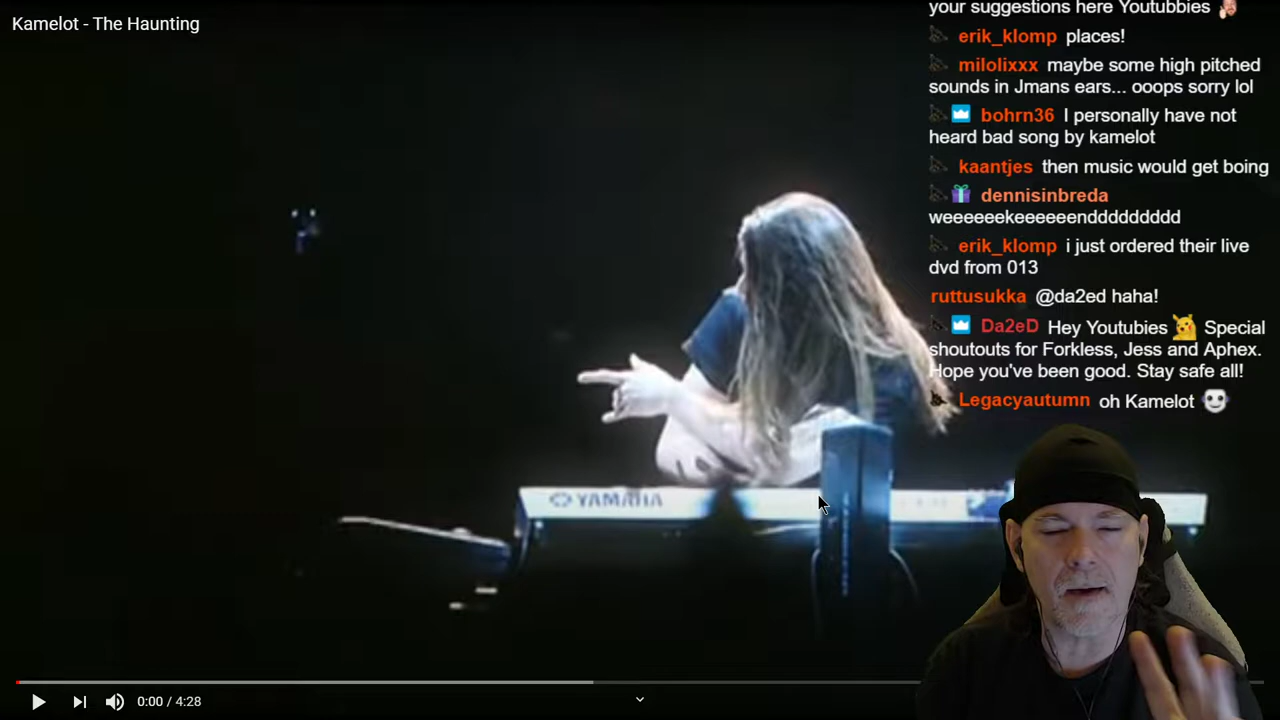 Kamelot - The Haunting
your suggestions here Youtubbies
erik_klomp places!
milolixxx maybe some high pitched
sounds in Jmans ears... ooops sorry lol
bohrn36 I personally have not
heard bad song by kamelot
kaantjes then music would get boing
dennisinbreda
weeeeeekeeeeeenddddddddd
erik_klomp i just ordered their live
dvd from 013
ruttusukka @da2ed haha!
Da2eD Hey Youtubies Special
shoutouts for Forkless, Jess and Aphex.
Hope you've been good. Stay safe all!
Legacyautumn oh Kamelot
YAMAHA
0:00 / 4:28